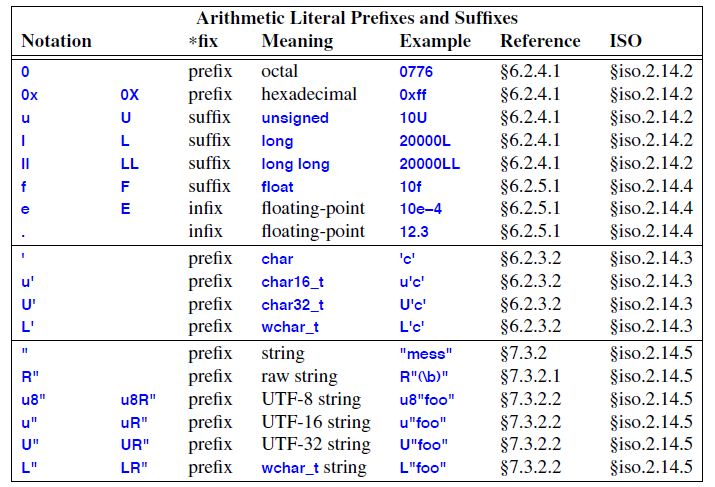 Arithmetic Literal Prefixes and Suffixes
Notation *fix Meaning Example Reference ISO
0 prefix octal 0776 §6.2.4.1 §iso.2.14.2
0x 0X prefix hexadecimal 0xff §6.2.4.1 §iso.2.14.2
u U suffix unsigned 10U §6.2.4.1 §iso.2.14.2
l L suffix long 20000L §6.2.4.1 §iso.2.14.2
ll LL suffix long long 20000LL §6.2.4.1 §iso.2.14.2
f F suffix float 10f §6.2.5.1 §iso.2.14.4
e E infix floating-point 10e−4 §6.2.5.1 §iso.2.14.4
. infix floating-point 12.3 §6.2.5.1 §iso.2.14.4
' prefix char 'c' §6.2.3.2 §iso.2.14.3
u' prefix char16_t u'c' §6.2.3.2 §iso.2.14.3
U' prefix char32_t U'c' §6.2.3.2 §iso.2.14.3
L' prefix wchar_t L'c' §6.2.3.2 §iso.2.14.3
" prefix string "mess" §7.3.2 §iso.2.14.5
R" prefix raw string R"(\b)" §7.3.2.1 §iso.2.14.5
u8" u8R" prefix UTF-8 string u8"foo" §7.3.2.2 §iso.2.14.5
u" uR" prefix UTF-16 string u"foo" §7.3.2.2 §iso.2.14.5
U" UR" prefix UTF-32 string U"foo" §7.3.2.2 §iso.2.14.5
L" LR" prefix wchar_t string L"foo" §7.3.2.2 §iso.2.14.5